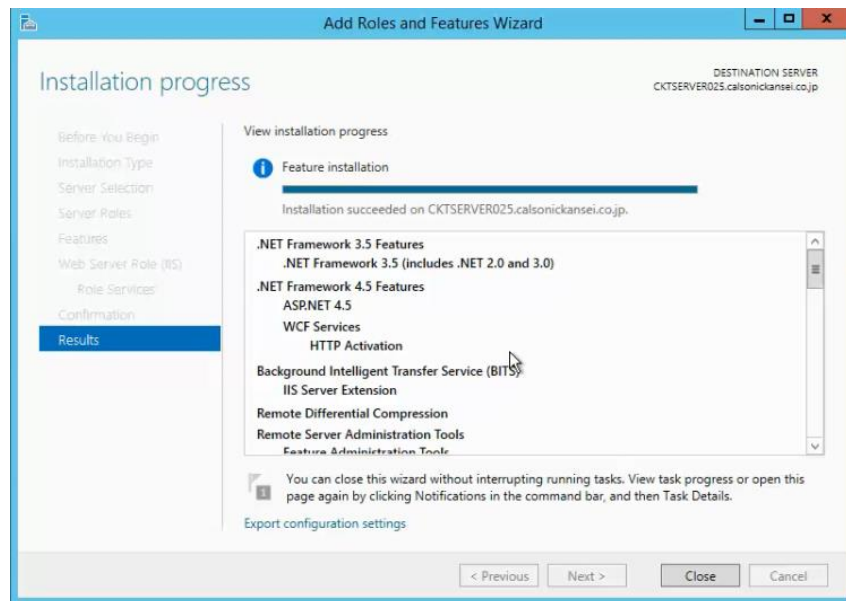 Add Roles and Features Wizard
Installation progress
DESTINATION SERVER
CKTSERVER025.calsonickansei.co.jp
Before You Begin
Installation Type
Server Selection
Server Roles
Features
Web Server Role (IIS)
Role Services
Confirmation
Results
View installation progress
Feature installation
Installation succeeded on CKTSERVER025.calsonickansei.co.jp.
.NET Framework 3.5 Features
.NET Framework 3.5 (includes .NET 2.0 and 3.0)
.NET Framework 4.5 Features
ASP.NET 4.5
WCF Services
HTTP Activation
Background Intelligent Transfer Service (BITS)
IIS Server Extension
Remote Differential Compression
Remote Server Administration Tools
Feature Administration Tools
You can close this wizard without interrupting running tasks. View task progress or open this
page again by clicking Notifications in the command bar, and then Task Details.
Export configuration settings
< Previous
Next >
Close
Cancel